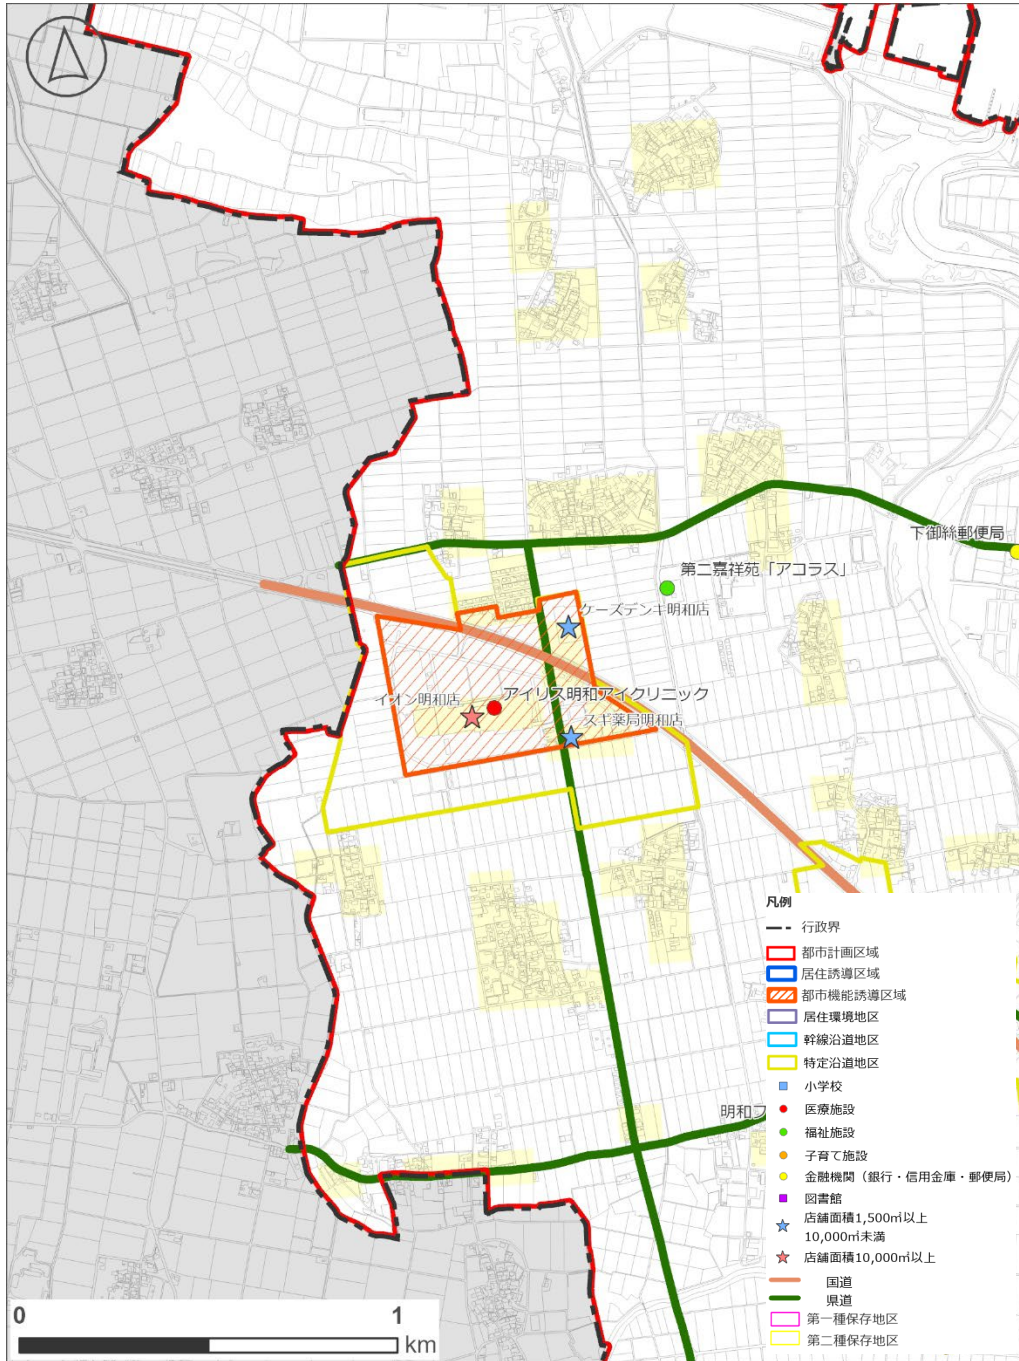 下御絲郵便局
第二嘉祥苑「アコラス」
ケーズデンキ明和店
アイリス明和アイクリニック
イオン明和店
スギ薬局明和店
明和フ
凡例
行政界
都市計画区域
居住誘導区域
都市機能誘導区域
居住環境地区
幹線沿道地区
特定沿道地区
小学校
医療施設
福祉施設
子育て施設
金融機関（銀行・信用金庫・郵便局）
図書館
店舗面積1,500㎡以上
10,000㎡未満
店舗面積10,000㎡以上
国道
県道
第一種保存地区
第二種保存地区
0 1
km